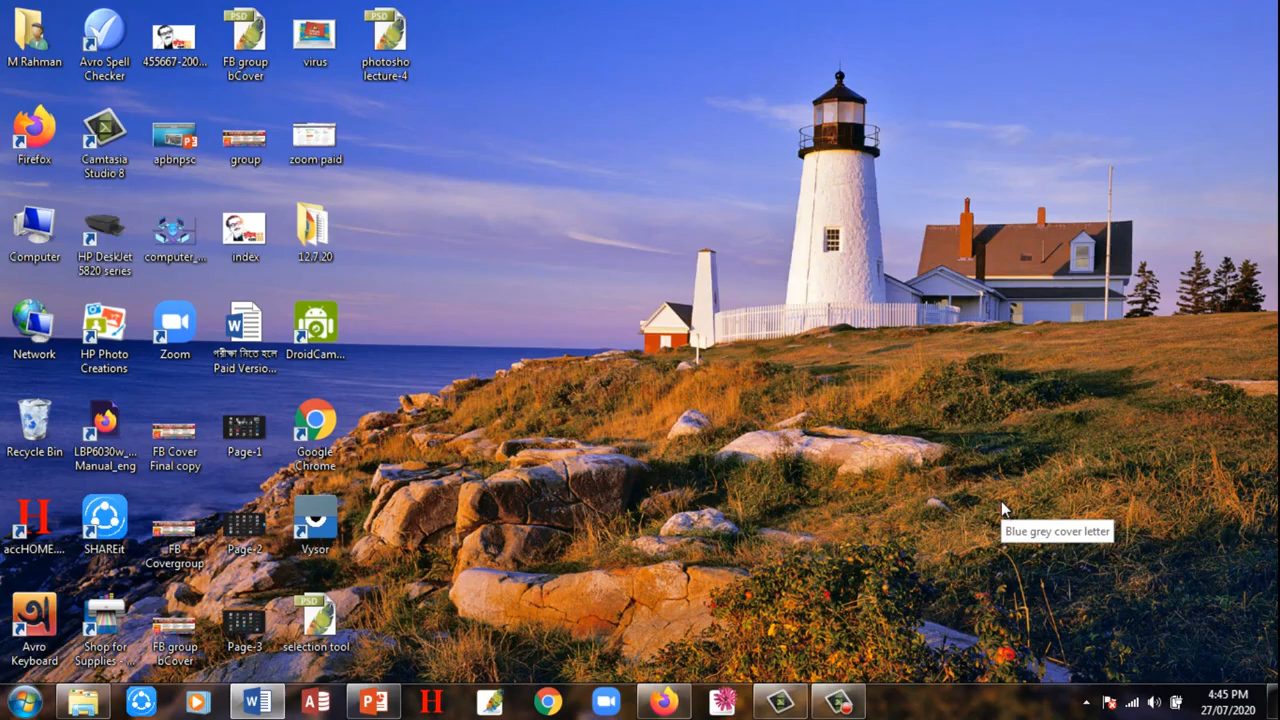 M Rahman
Avro Spell
Checker
455667-200...
FB group
bCover
virus
photosho
lecture-4
Firefox
Camtasia
Studio 8
apbnpsc
group
zoom paid
Computer
HP DeskJet
5820 series
computer_...
index
12.7.20
Network
HP Photo
Creations
Zoom
পরীক্ষা নিতে হলে
Paid Versio...
DroidCam...
Recycle Bin
LBP6030w_...
Manual_eng
FB Cover
Final copy
Page-1
Google
Chrome
accHOME....
SHAREit
FB
Covergroup
Page-2
Vysor
Avro
Keyboard
Shop for
Supplies - ...
FB group
bCover
Page-3
selection tool
Blue grey cover letter
4:45 PM
27/07/2020